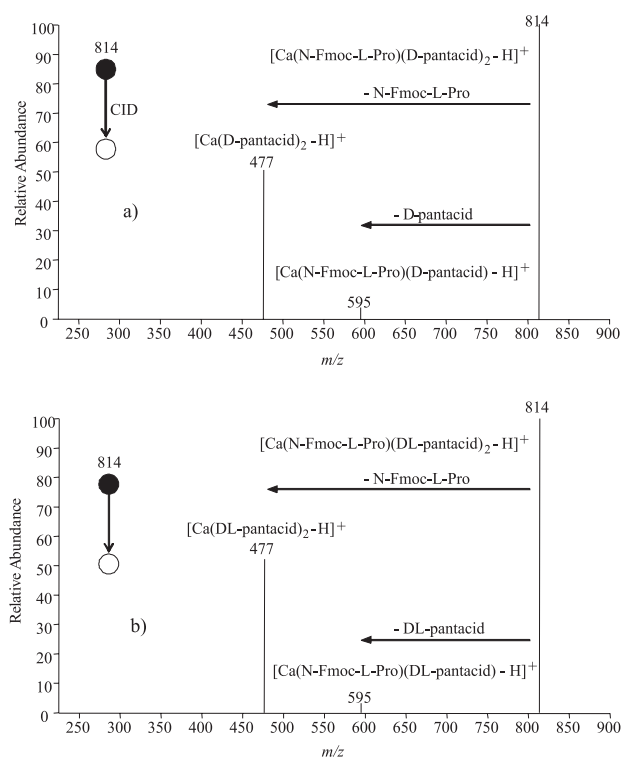 100
90
80
70
60
50
40
30
20
10
0
Relative Abundance
814
CID
a)
814
[Ca(N-Fmoc-L-Pro)(D-pantacid)₂ - H]⁺
- N-Fmoc-L-Pro
[Ca(D-pantacid)₂ - H]⁺
477
- D-pantacid
[Ca(N-Fmoc-L-Pro)(D-pantacid) - H]⁺
595
250 300 350 400 450 500 550 600 650 700 750 800 850 900
m/z
100
90
80
70
60
50
40
30
20
10
0
Relative Abundance
814
b)
814
[Ca(N-Fmoc-L-Pro)(DL-pantacid)₂ - H]⁺
- N-Fmoc-L-Pro
[Ca(DL-pantacid)₂ -H]⁺
477
- DL-pantacid
[Ca(N-Fmoc-L-Pro)(DL-pantacid) - H]⁺
595
250 300 350 400 450 500 550 600 650 700 750 800 850 900
m/z